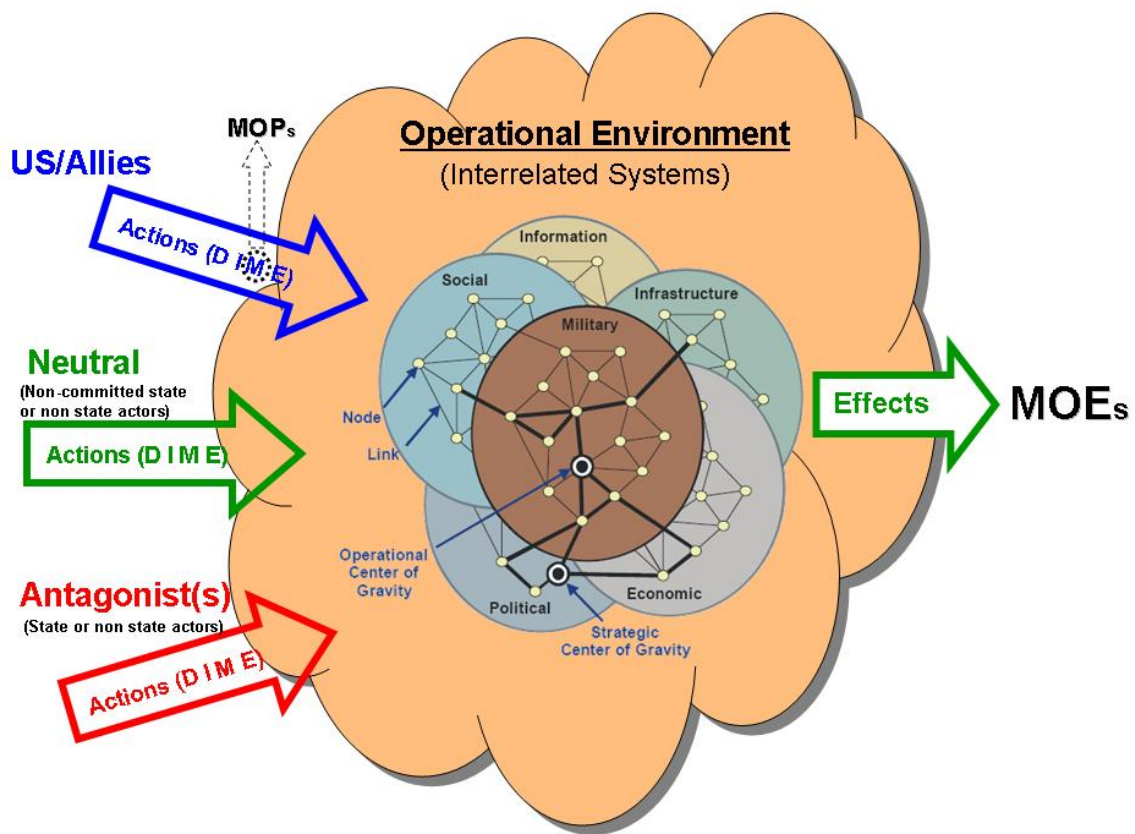 Operational Environment
(Interrelated Systems)
MOPs
US/Allies
Actions (D I M E)
Neutral
(Non-committed state
or non state actors)
Actions (D I M E)
Antagonist(s)
(State or non state actors)
Actions (D I M E)
Information
Social
Infrastructure
Military
Node
Link
Operational
Center of
Gravity
Political
Economic
Strategic
Center of Gravity
Effects
MOEs